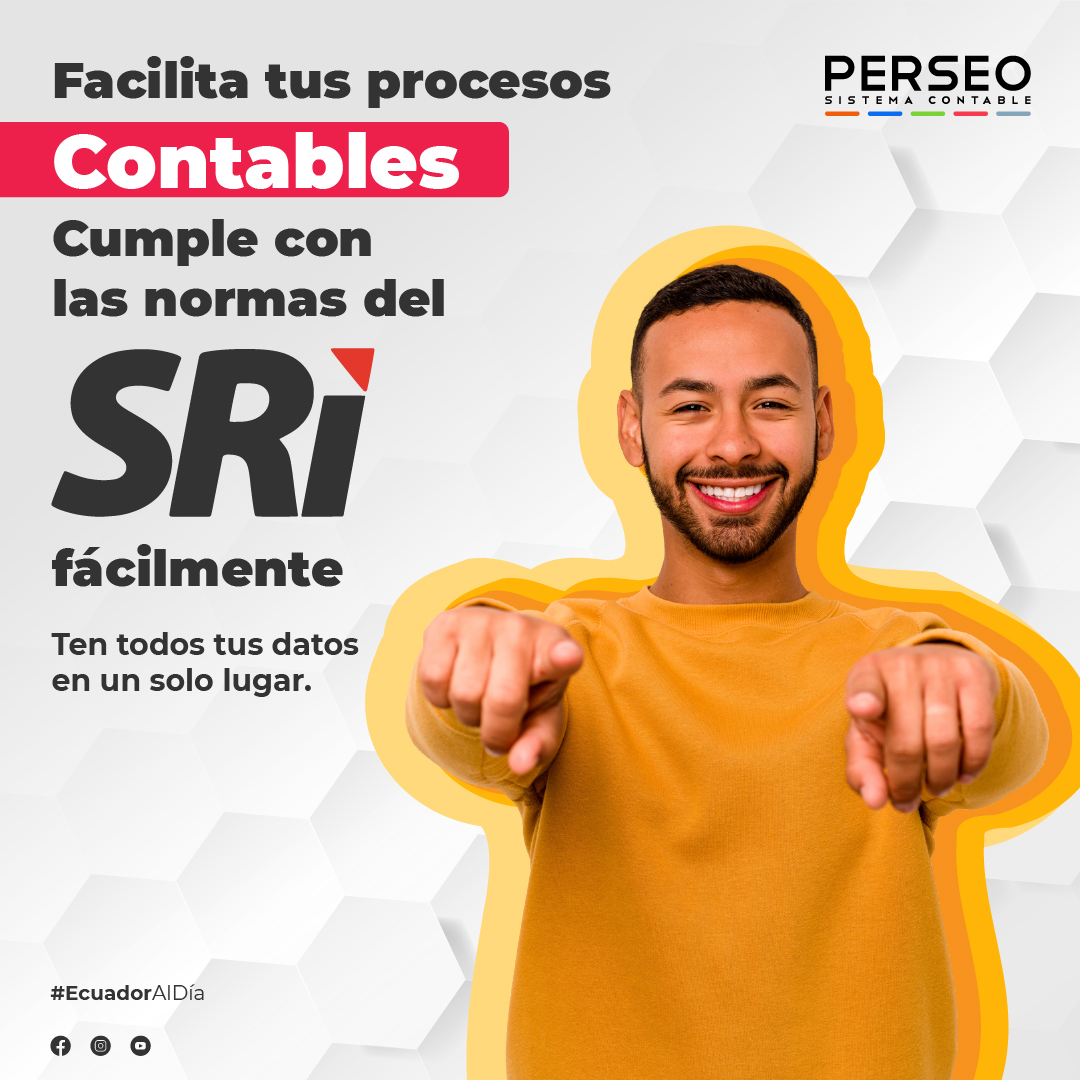 Facilita tus procesos
PERSEO
SISTEMA CONTABLE
Contables
Cumple con
las normas del
SRi
fácilmente
Ten todos tus datos
en un solo lugar.
#EcuadorAlDía